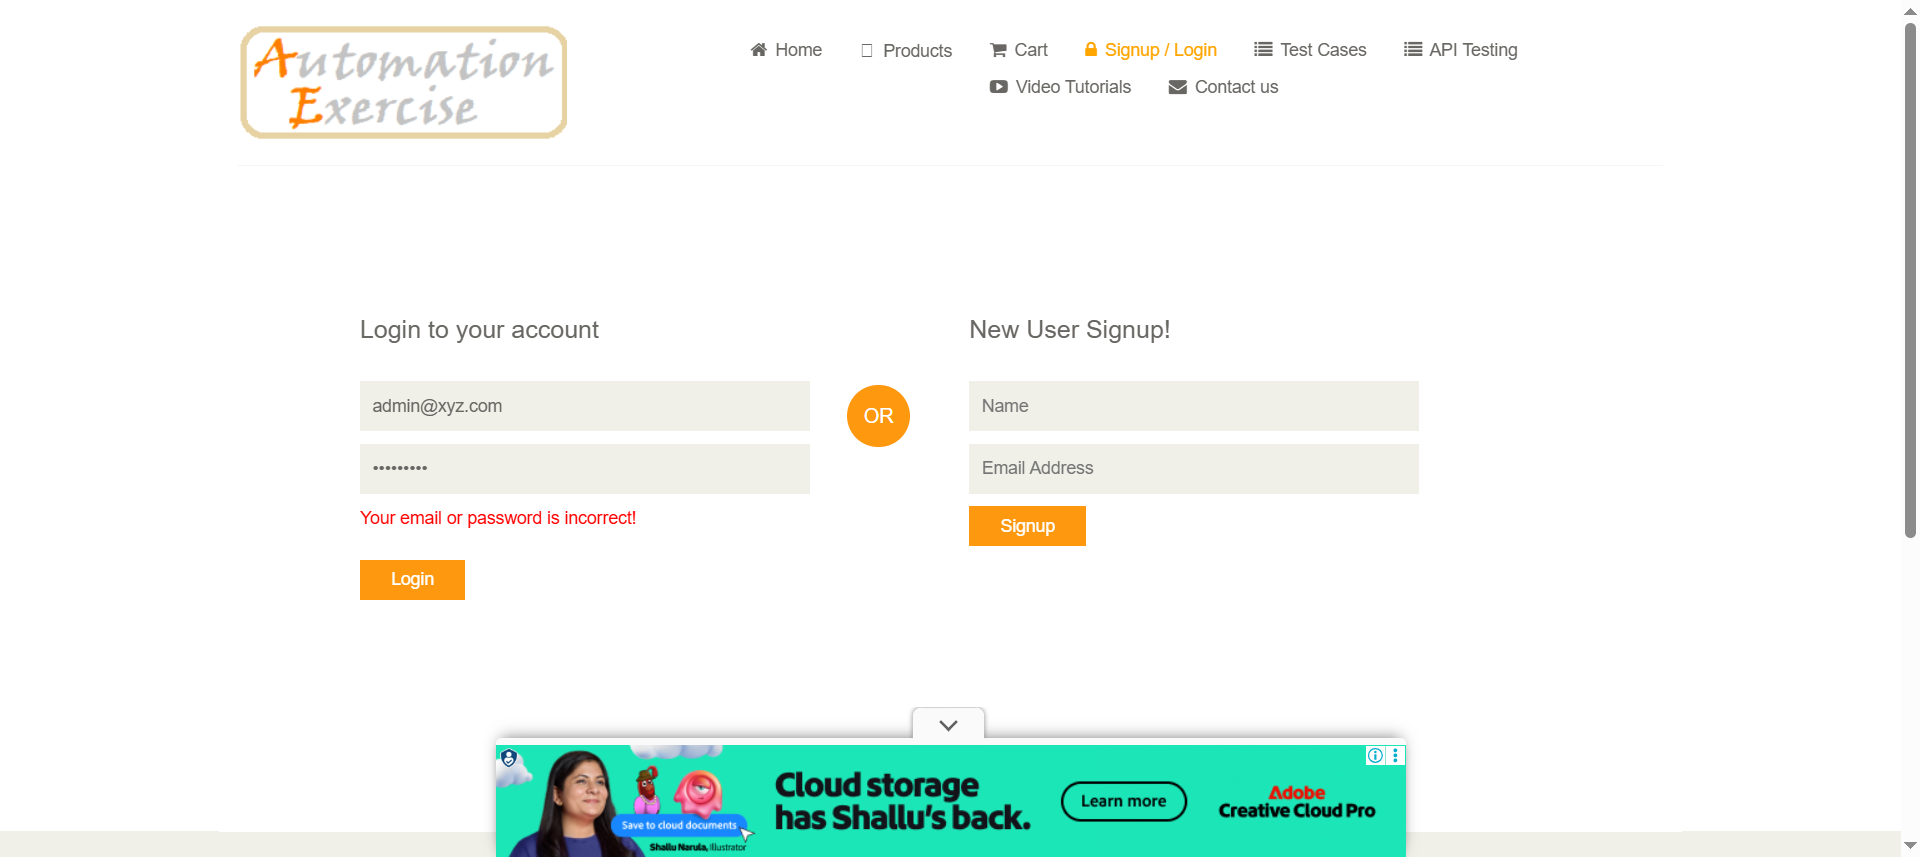 Automation
Exercise
Home
Products
Cart
Signup / Login
Test Cases
API Testing
Video Tutorials
Contact us
Login to your account
admin@xyz.com
•••••••••
Your email or password is incorrect!
Login
OR
New User Signup!
Name
Email Address
Signup
Save to cloud documents
Shallu Narula, Illustrator
Cloud storage
has Shallu's back.
Learn more
Adobe
Creative Cloud Pro